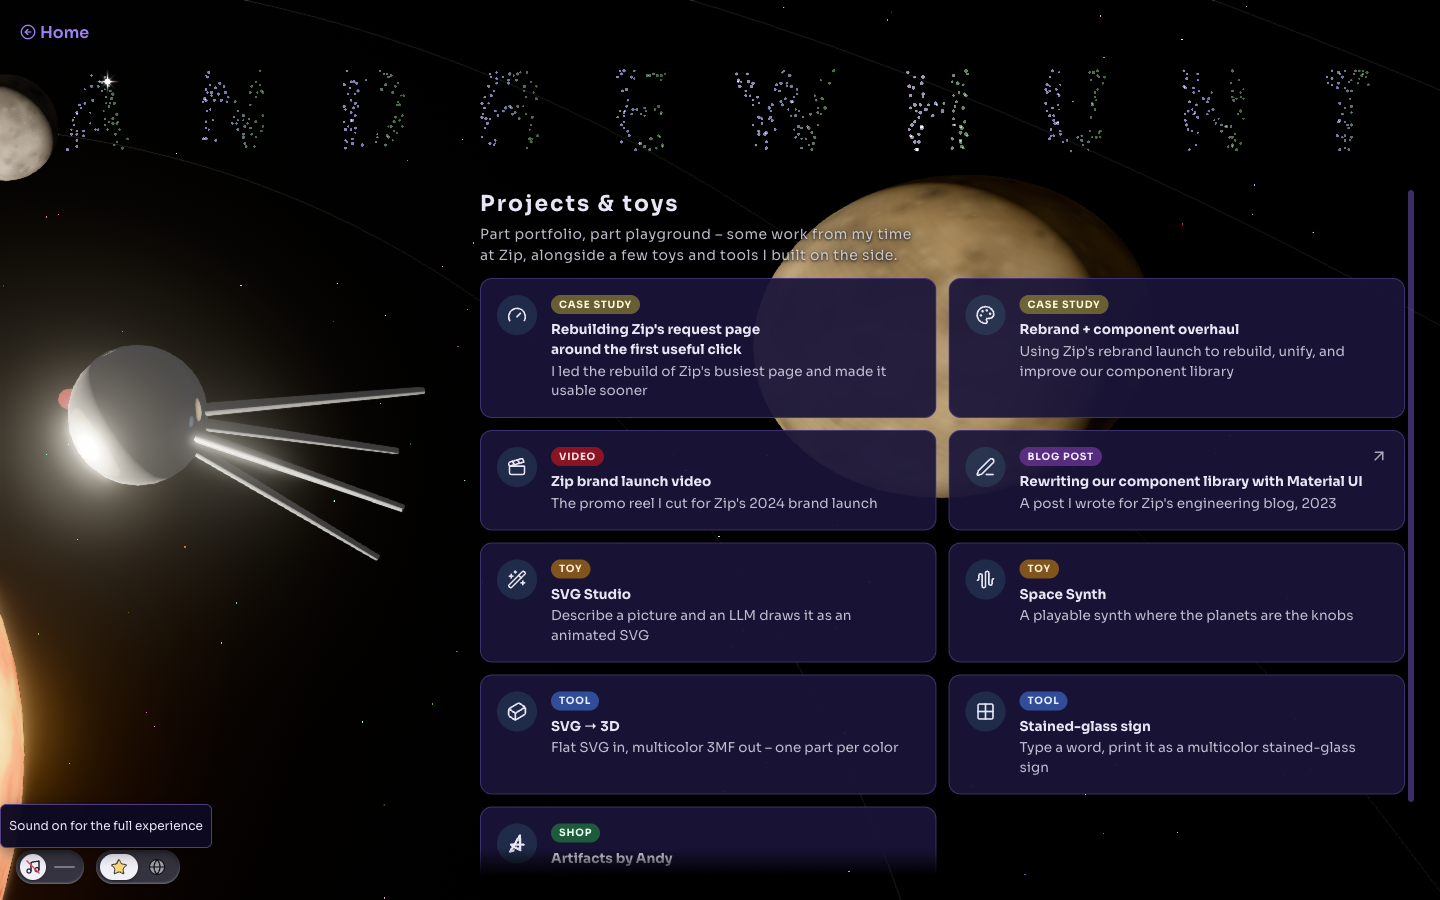 Home
ANDREW HUNT
Projects & toys
Part portfolio, part playground – some work from my time
at Zip, alongside a few toys and tools I built on the side.
CASE STUDY
Rebuilding Zip's request page
around the first useful click
I led the rebuild of Zip's busiest page and made it
usable sooner
CASE STUDY
Rebrand + component overhaul
Using Zip's rebrand launch to rebuild, unify, and
improve our component library
VIDEO
Zip brand launch video
The promo reel I cut for Zip's 2024 brand launch
BLOG POST
Rewriting our component library with Material UI
A post I wrote for Zip's engineering blog, 2023
TOY
SVG Studio
Describe a picture and an LLM draws it as an
animated SVG
TOY
Space Synth
A playable synth where the planets are the knobs
TOOL
SVG → 3D
Flat SVG in, multicolor 3MF out – one part per color
TOOL
Stained-glass sign
Type a word, print it as a multicolor stained-glass
sign
SHOP
Artifacts by Andy
Sound on for the full experience